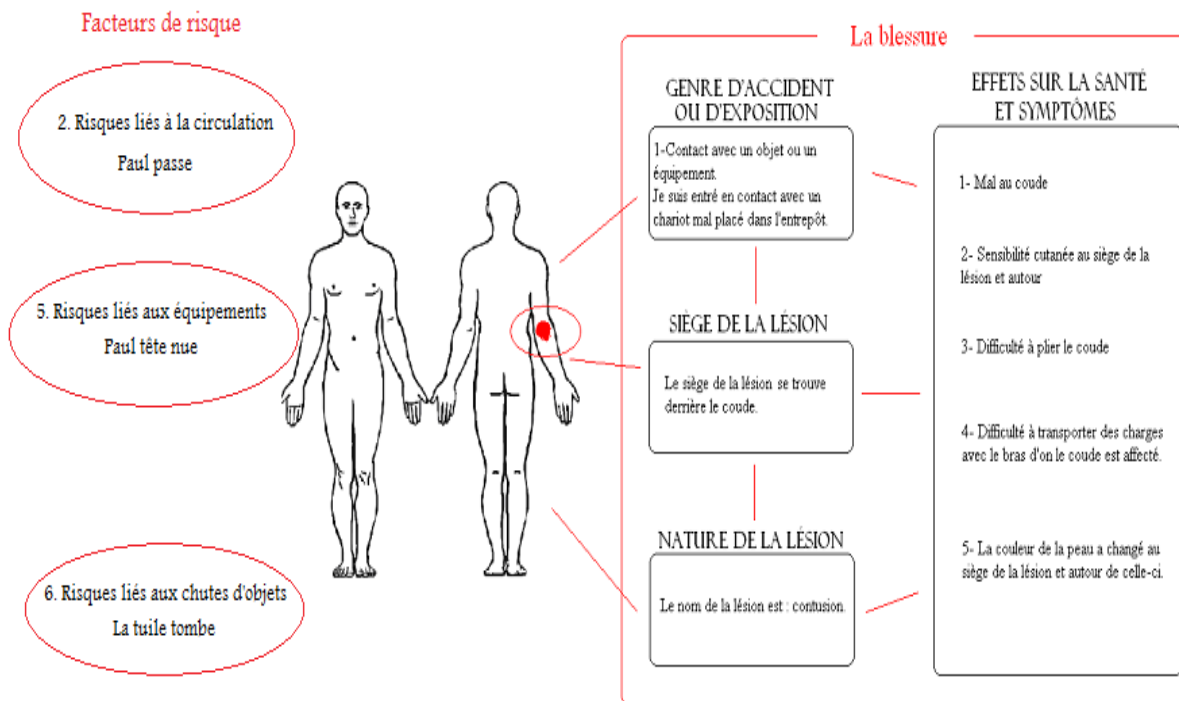 Facteurs de risque
2. Risques liés à la circulation
Paul passe
5. Risques liés aux équipements
Paul tête nue
6. Risques liés aux chutes d'objets
La tuile tombe
La blessure
GENRE D'ACCIDENT
OU D'EXPOSITION
1-Contact avec un objet ou un
équipement.
Je suis entré en contact avec un
chariot mal placé dans l'entrepôt.
SIÈGE DE LA LÉSION
Le siège de la lésion se trouve
derrière le coude.
NATURE DE LA LÉSION
Le nom de la lésion est : contusion.
EFFETS SUR LA SANTÉ
ET SYMPTÔMES
1- Mal au coude
2- Sensibilité cutanée au siège de la
lésion et autour
3- Difficulté à plier le coude
4- Difficulté à transporter des charges
avec le bras d'on le coude est affecté.
5- La couleur de la peau a changé au
siège de la lésion et autour de celle-ci.